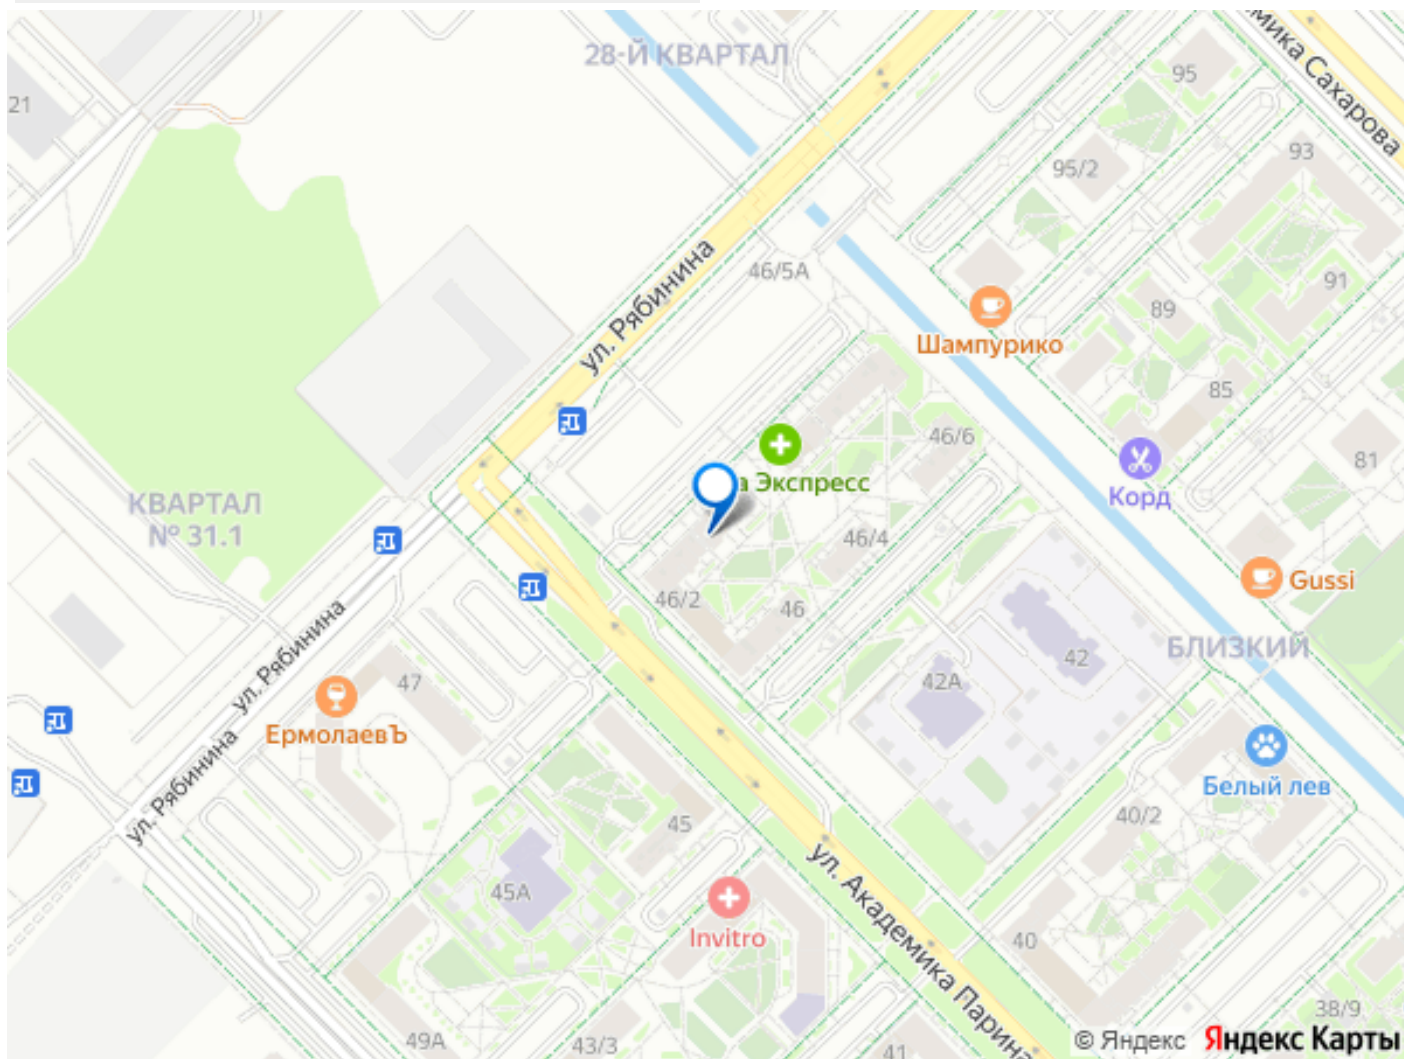 28-Й КВАРТАЛ
95
мика Сахарова
21
93
95/2
46/5А
91
ул. Рябинина
89
Шампурико
85
46/6
81
а Экспресс
КВАРТАЛ
№ 31.1
Корд
46/4
Gussi
46/2
46
ул. Рябинина
БЛИЗКИЙ
42
42А
47
ЕрмолаевЪ
ул. Рябинина
Белый лев
45
40/2
45А
ул. Академика Парина
Invitro
40
38/9
49А
43/3
41
© Яндекс Яндекс Карты